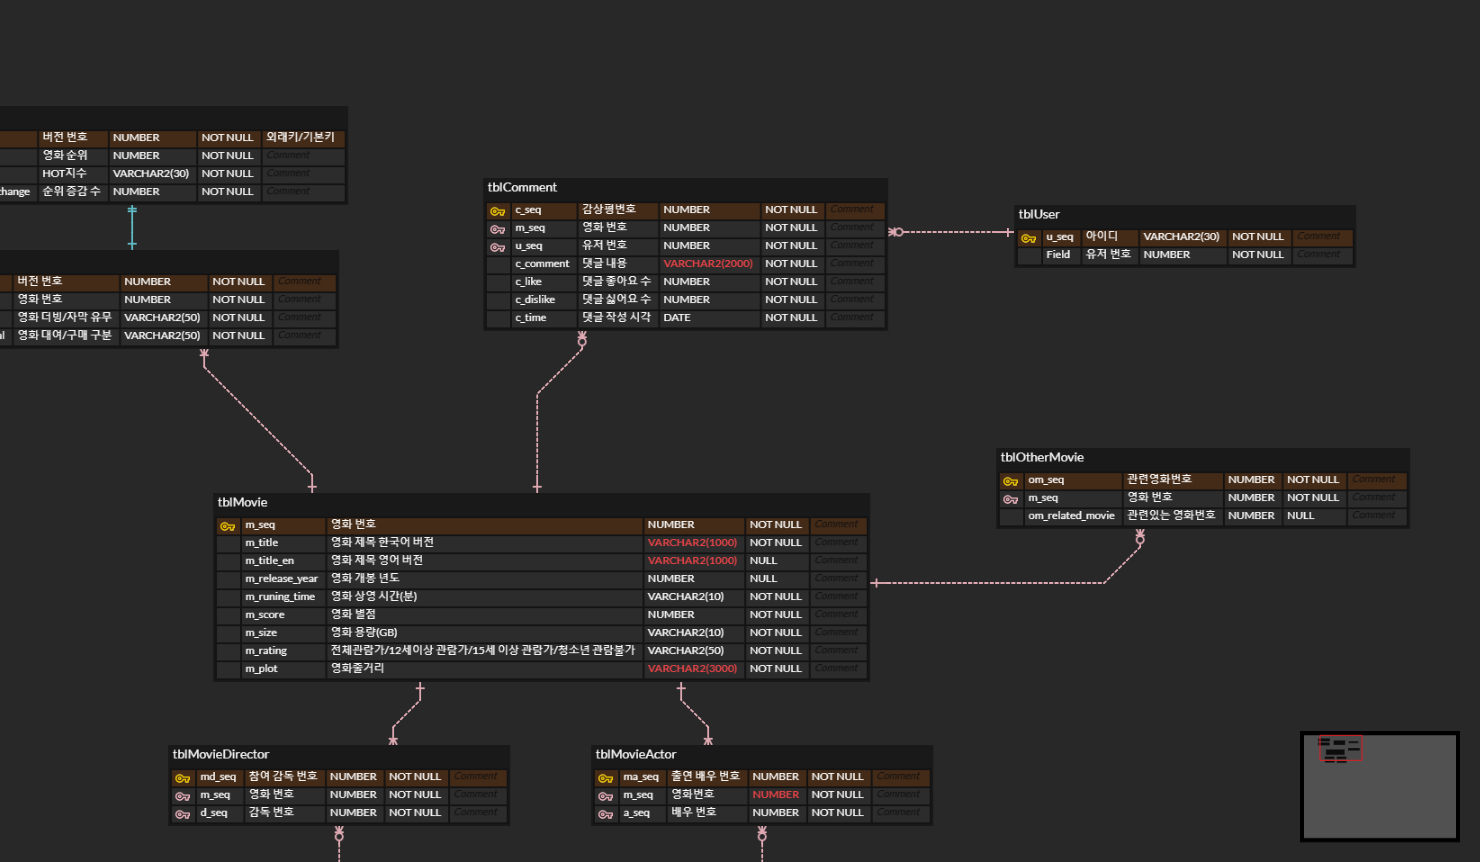 버전 번호 NUMBER NOT NULL 외래키/기본키
영화 순위 NUMBER NOT NULL Comment
HOT지수 VARCHAR2(30) NOT NULL Comment
change 순위 증감 수 NUMBER NOT NULL Comment
버전 번호 NUMBER NOT NULL Comment
영화 번호 NUMBER NOT NULL Comment
영화 더빙/자막 유무 VARCHAR2(50) NOT NULL Comment
al 영화 대여/구매 구분 VARCHAR2(50) NOT NULL Comment
tblComment
c_seq 감상평번호 NUMBER NOT NULL Comment
m_seq 영화 번호 NUMBER NOT NULL Comment
u_seq 유저 번호 NUMBER NOT NULL Comment
c_comment 댓글 내용 VARCHAR2(2000) NOT NULL Comment
c_like 댓글 좋아요 수 NUMBER NOT NULL Comment
c_dislike 댓글 싫어요 수 NUMBER NOT NULL Comment
c_time 댓글 작성 시각 DATE NOT NULL Comment
tblUser
u_seq 아이디 VARCHAR2(30) NOT NULL Comment
Field 유저 번호 NUMBER NOT NULL Comment
tblOtherMovie
om_seq 관련영화번호 NUMBER NOT NULL Comment
m_seq 영화 번호 NUMBER NOT NULL Comment
om_related_movie 관련있는 영화번호 NUMBER NULL Comment
tblMovie
m_seq 영화 번호 NUMBER NOT NULL Comment
m_title 영화 제목 한국어 버전 VARCHAR2(1000) NOT NULL Comment
m_title_en 영화 제목 영어 버전 VARCHAR2(1000) NULL Comment
m_release_year 영화 개봉 년도 NUMBER NULL Comment
m_runing_time 영화 상영 시간(분) VARCHAR2(10) NOT NULL Comment
m_score 영화 별점 NUMBER NOT NULL Comment
m_size 영화 용량(GB) VARCHAR2(10) NOT NULL Comment
m_rating 전체관람가/12세이상 관람가/15세 이상 관람가/청소년 관람불가 VARCHAR2(50) NOT NULL Comment
m_plot 영화줄거리 VARCHAR2(3000) NOT NULL Comment
tblMovieDirector
md_seq 참여 감독 번호 NUMBER NOT NULL Comment
m_seq 영화 번호 NUMBER NOT NULL Comment
d_seq 감독 번호 NUMBER NOT NULL Comment
tblMovieActor
ma_seq 출연 배우 번호 NUMBER NOT NULL Comment
m_seq 영화번호 NUMBER NOT NULL Comment
a_seq 배우 번호 NUMBER NOT NULL Comment